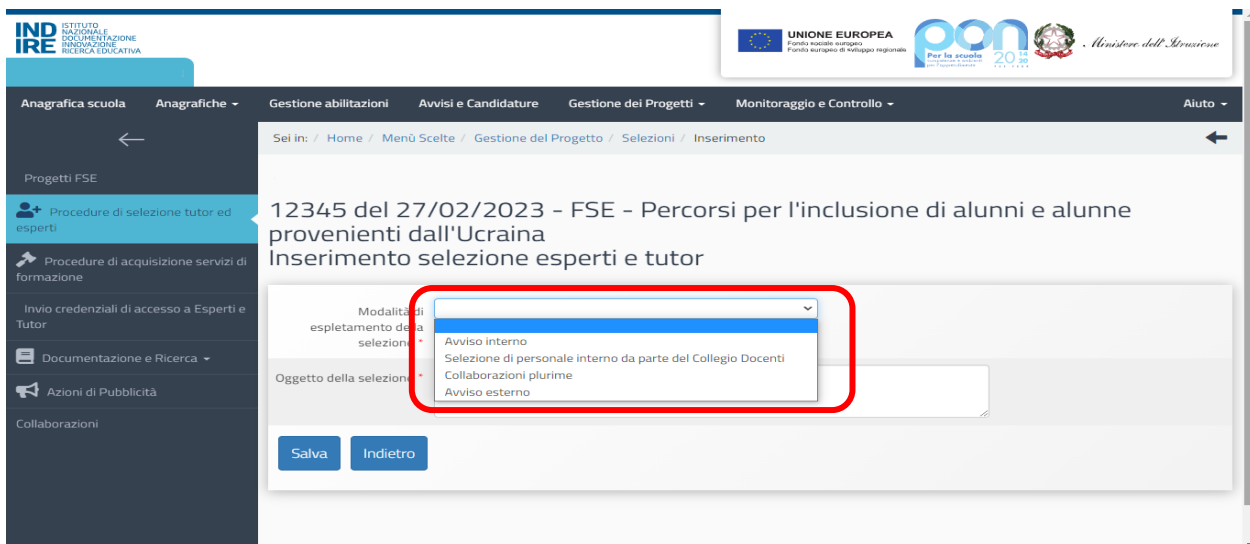 IND
RE
ISTITUTO
NAZIONALE
DOCUMENTAZIONE
INNOVAZIONE
RICERCA EDUCATIVA
UNIONE EUROPEA
Fondo sociale europeo
Fondo europeo di sviluppo regionale
pon
Per la scuola
2014
20
Ministero dell'Istruzione
Anagrafica scuola Anagrafiche Gestione abilitazioni Avvisi e Candidature Gestione dei Progetti Monitoraggio e Controllo Aiuto
Sei in: / Home / Menù Scelte / Gestione del Progetto / Selezioni / Inserimento
Progetti FSE
Procedure di selezione tutor ed
esperti
Procedure di acquisizione servizi di
formazione
Invio credenziali di accesso a Esperti e
Tutor
Documentazione e Ricerca
Azioni di Pubblicità
Collaborazioni
12345 del 27/02/2023 - FSE - Percorsi per l'inclusione di alunni e alunne
provenienti dall'Ucraina
Inserimento selezione esperti e tutor
Modalità di
espletamento della
selezione *
Avviso interno
Selezione di personale interno da parte del Collegio Docenti
Collaborazioni plurime
Avviso esterno
Oggetto della selezione *
Salva Indietro